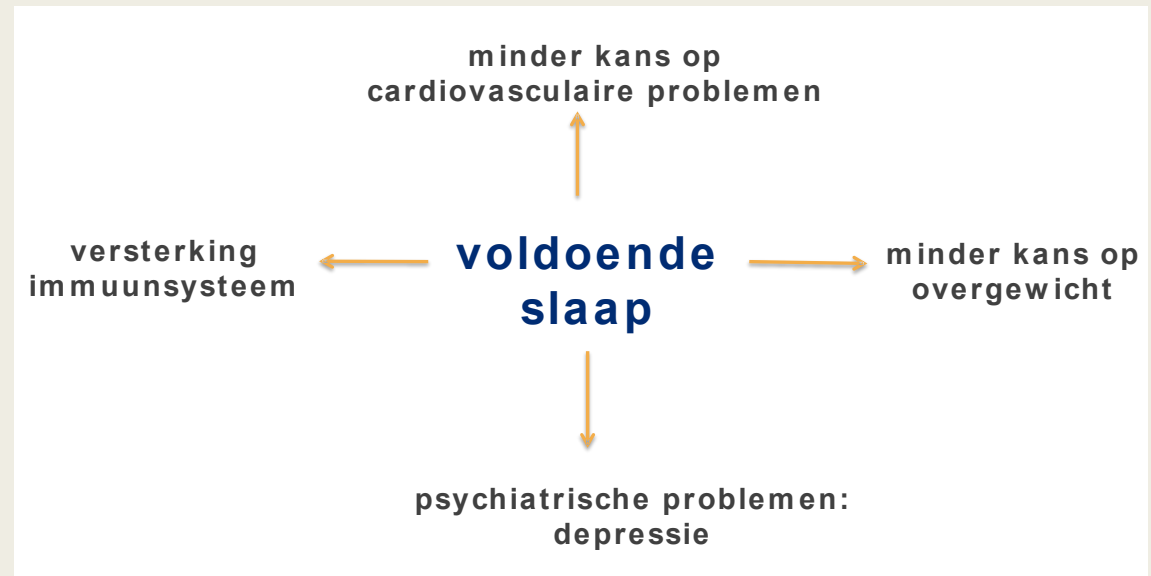 minder kans op
cardiovasculaire problemen
versterking
immuunsysteem
voldoende
slaap
minder kans op
overgewicht
psychiatrische problemen:
depressie